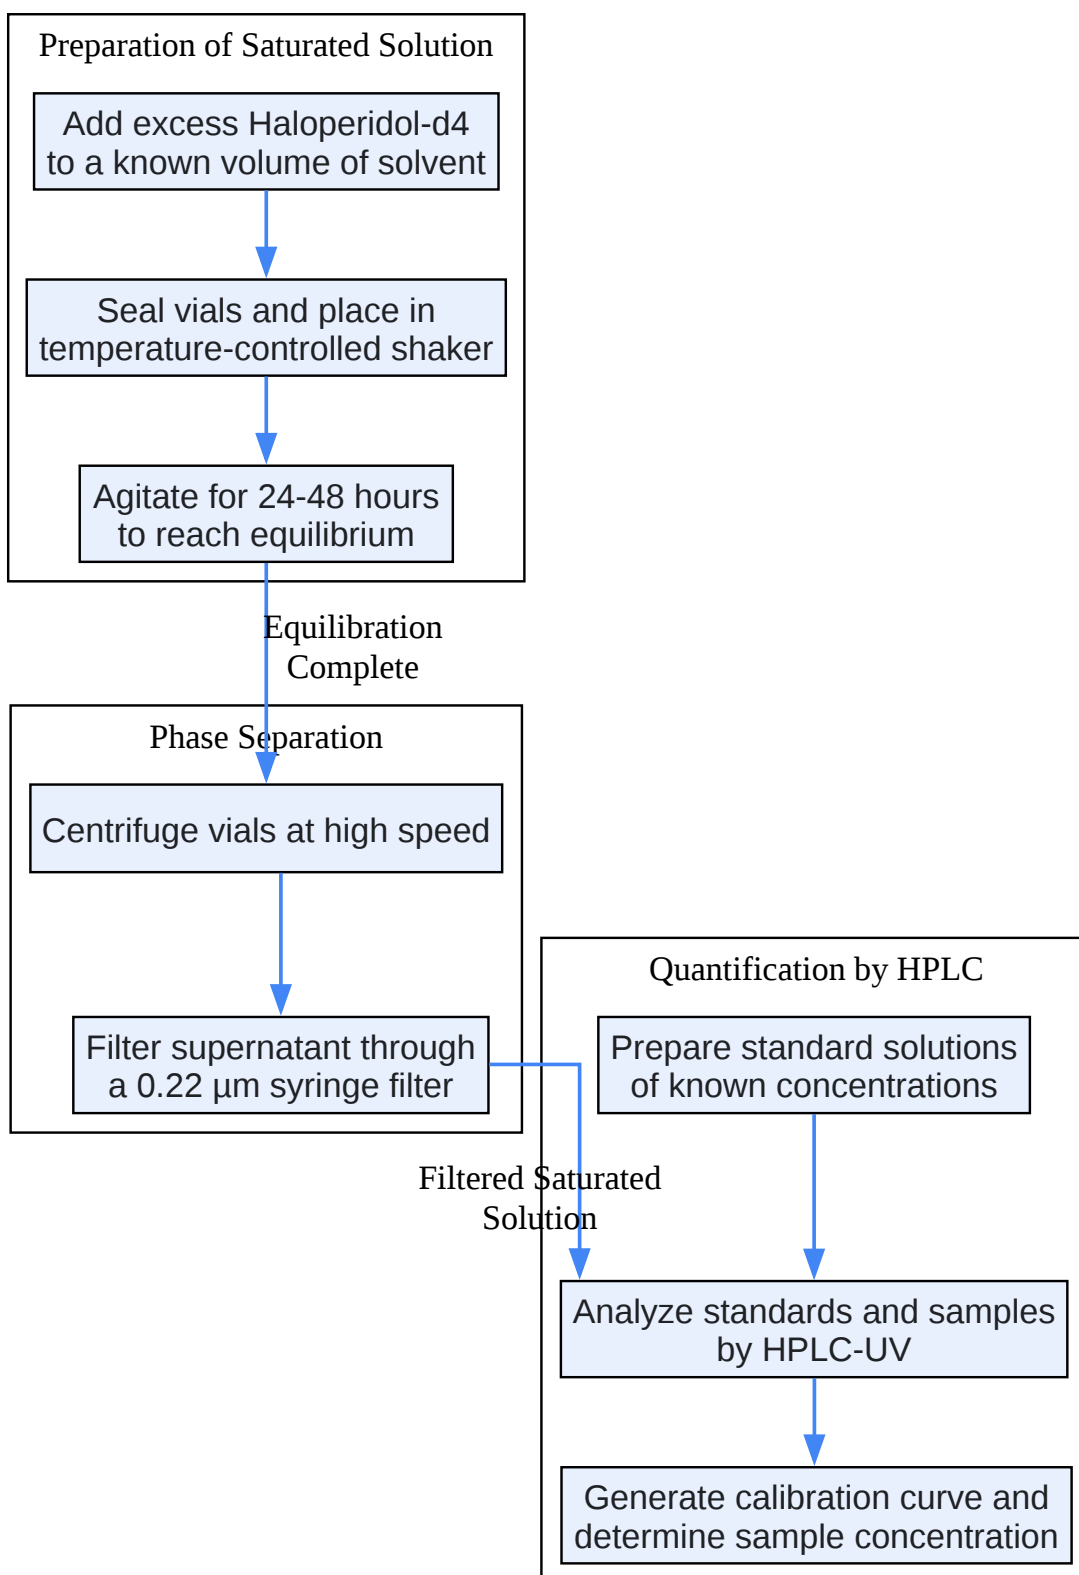 Preparation of Saturated Solution
Add excess Haloperidol-d4
to a known volume of solvent
Seal vials and place in
temperature-controlled shaker
Agitate for 24-48 hours
to reach equilibrium
Equilibration
Complete
Phase Separation
Centrifuge vials at high speed
Filter supernatant through
a 0.22 µm syringe filter
Filtered Saturated
Solution
Quantification by HPLC
Prepare standard solutions
of known concentrations
Analyze standards and samples
by HPLC-UV
Generate calibration curve and
determine sample concentration